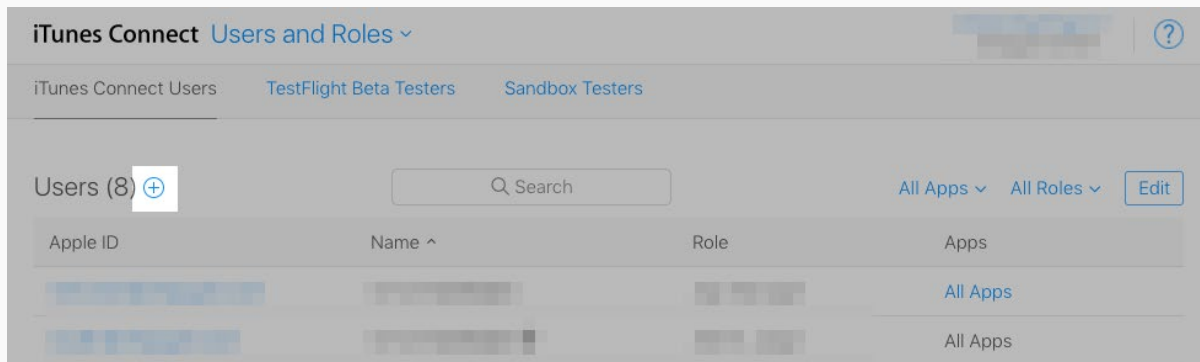 iTunes Connect Users and Roles
?
iTunes Connect Users TestFlight Beta Testers Sandbox Testers
Users (8) + Search All Apps All Roles Edit
Apple ID Name Role Apps
All Apps
All Apps